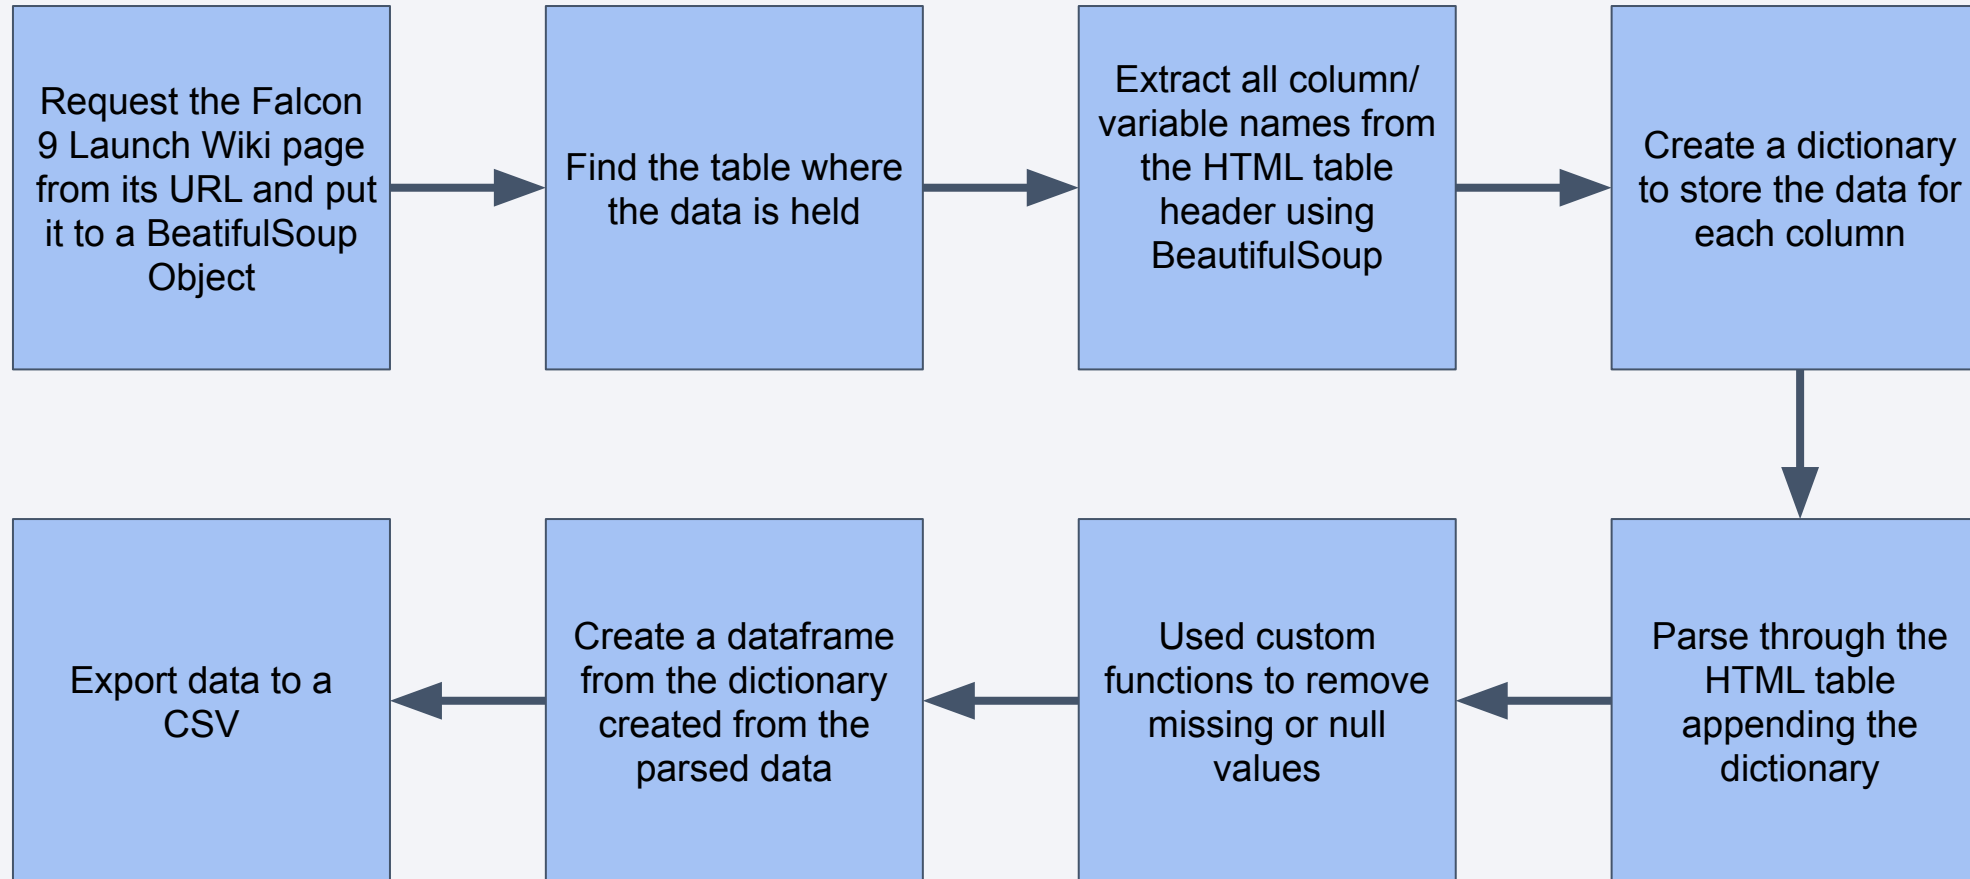 Request the Falcon
9 Launch Wiki page
from its URL and put
it to a BeatifulSoup
Object
Find the table where
the data is held
Extract all column/
variable names from
the HTML table
header using
BeautifulSoup
Create a dictionary
to store the data for
each column
Parse through the
HTML table
appending the
dictionary
Used custom
functions to remove
missing or null
values
Create a dataframe
from the dictionary
created from the
parsed data
Export data to a
CSV